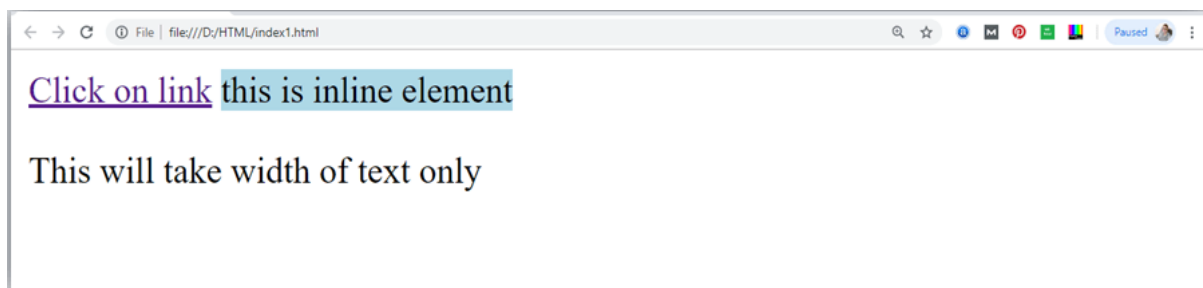 File file:///D:/HTML/index1.html Paused
Click on link this is inline element
This will take width of text only